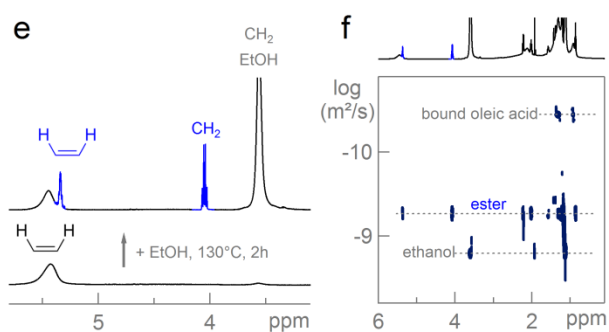 e
CH₂
EtOH
H H
CH₂
H H
+ EtOH, 130°C, 2h
5 4 ppm
f
log
(m²/s)
bound oleic acid
-10
ester
-9
ethanol
6 4 2 ppm